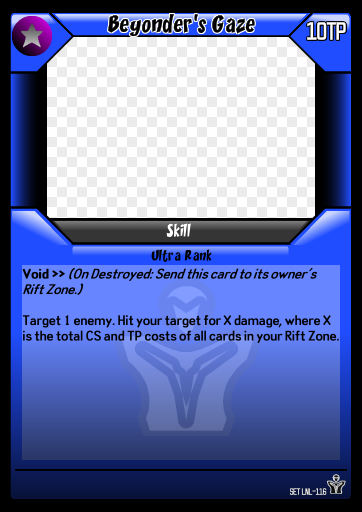 Beyonder's Gaze
10TP
Skill
Ultra Rank
Void >> (On Destroyed: Send this card to its owner's
Rift Zone.)
Target 1 enemy. Hit your target for X damage, where X
is the total CS and TP costs of all cards in your Rift Zone.
SET LNL-116